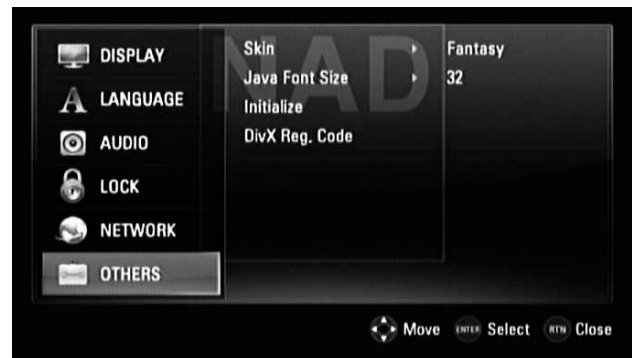 NAD
DISPLAY
LANGUAGE
AUDIO
LOCK
NETWORK
OTHERS
Skin Fantasy
Java Font Size 32
Initialize
DivX Reg. Code
Move ENTER Select RTN Close